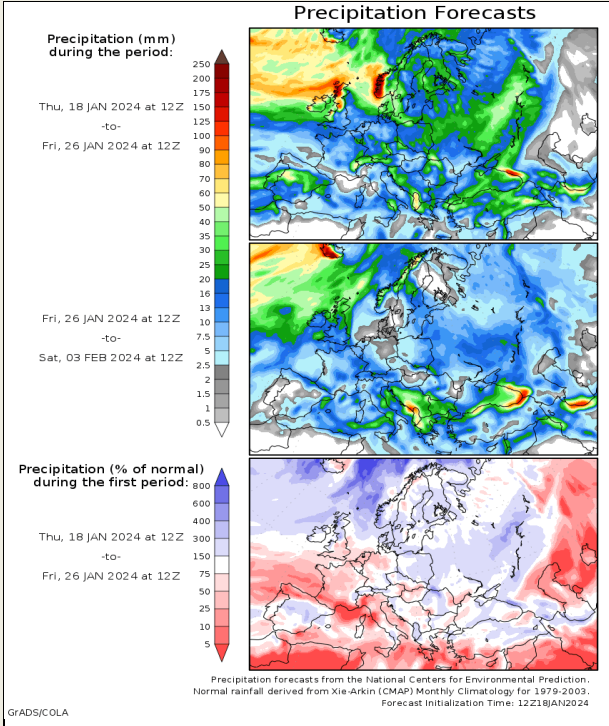 Precipitation Forecasts
Precipitation (mm)
during the period:
Thu, 18 JAN 2024 at 12Z
-to-
Fri, 26 JAN 2024 at 12Z
250
200
175
150
125
100
90
80
70
60
50
40
35
30
25
20
16
13
10
7.5
5
2.5
2
1.5
1
0.5
Fri, 26 JAN 2024 at 12Z
-to-
Sat, 03 FEB 2024 at 12Z
Precipitation (% of normal)
during the first period:
Thu, 18 JAN 2024 at 12Z
-to-
Fri, 26 JAN 2024 at 12Z
800
600
400
300
150
75
50
25
10
5
Precipitation forecasts from the National Centers for Environmental Prediction.
Normal rainfall derived from Xie-Arkin (CMAP) Monthly Climatology for 1979-2003.
Forecast Initialization Time: 12Z18JAN2024
GrADS/COLA